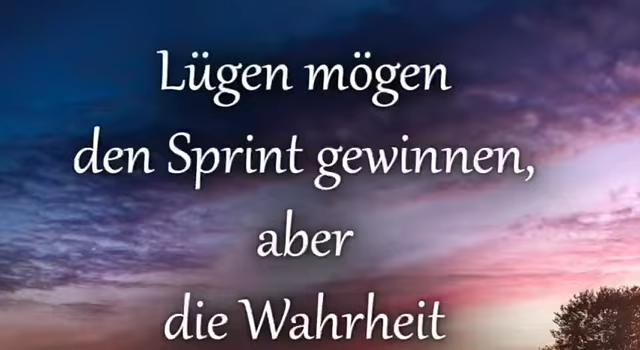 Lügen mögen
den Sprint gewinnen,
aber
die Wahrheit